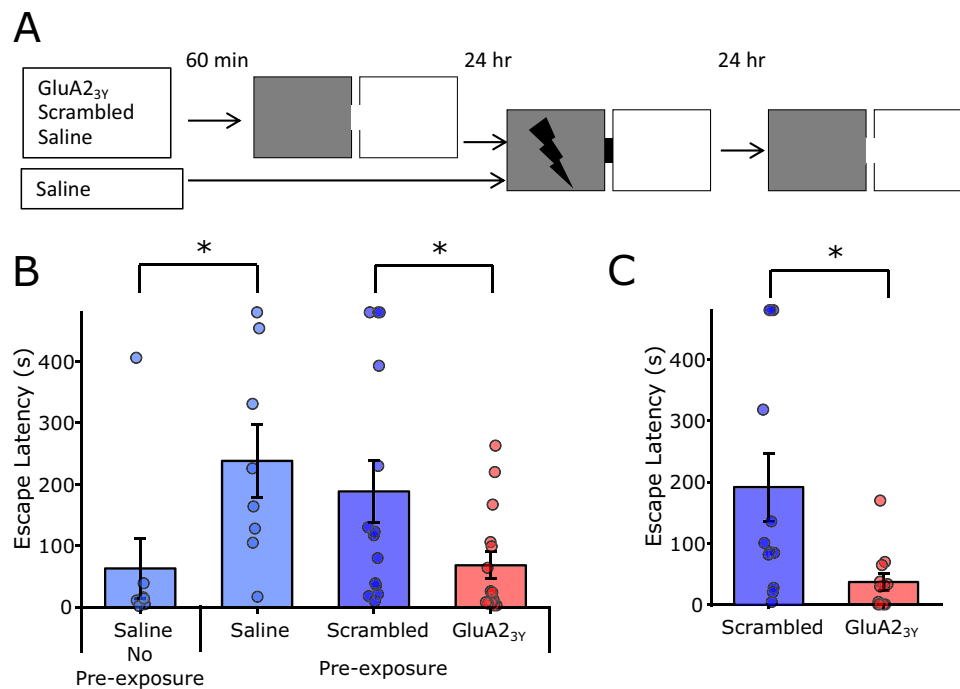 A
60 min
24 hr
24 hr
GluA2₃Y
Scrambled
Saline
Saline
B
*
*
Escape Latency (s)
400
300
200
100
0
Saline
No
Pre-exposure
Saline
Scrambled
GluA2₃Y
Pre-exposure
C
*
Escape Latency (s)
400
300
200
100
0
Scrambled
GluA2₃Y